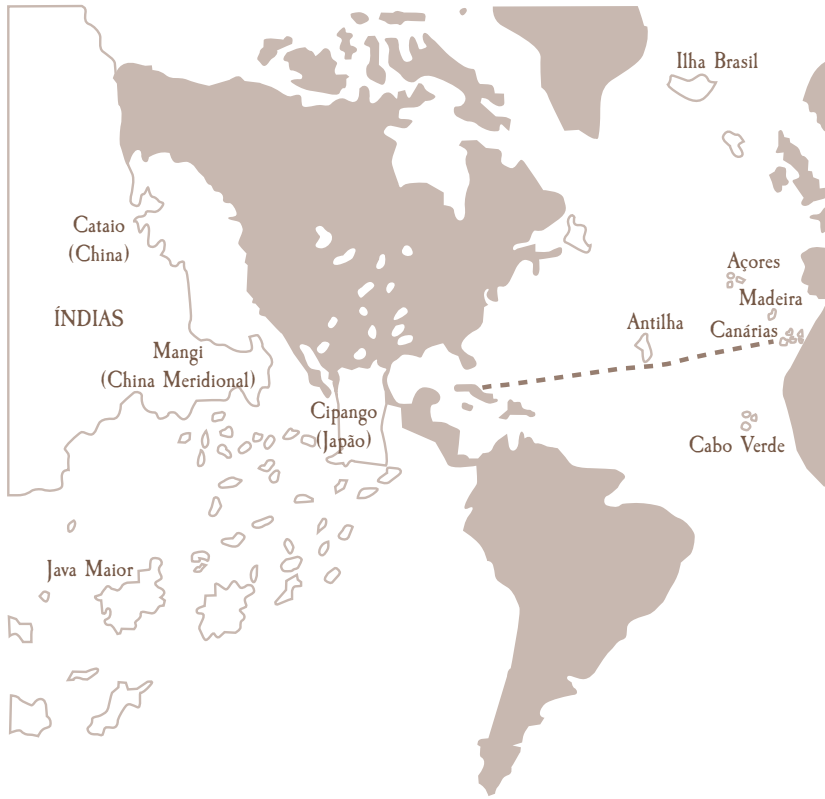 Ilha Brasil
Cataio
(China)
Açores
Madeira
ÍNDIAS
Antilha
Canárias
Mangi
(China Meridional)
Cipango
(Japão)
Cabo Verde
Java Maior